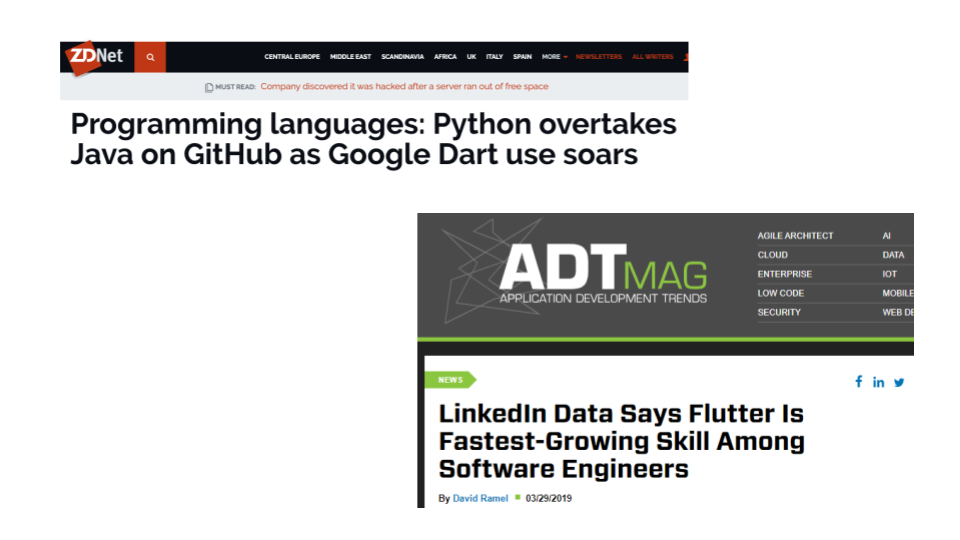 ZDNet
CENTRAL EUROPE MIDDLE EAST SCANDINAVIA AFRICA UK ITALY SPAIN MORE NEWSLETTERS ALL WRITERS
MUST READ: Company discovered it was hacked after a server ran out of free space
Programming languages: Python overtakes
Java on GitHub as Google Dart use soars
ADTMAG
APPLICATION DEVELOPMENT TRENDS
AGILE ARCHITECT AI
CLOUD DATA
ENTERPRISE IOT
LOW CODE MOBILE
SECURITY WEB DE
NEWS
f in
LinkedIn Data Says Flutter Is
Fastest-Growing Skill Among
Software Engineers
By David Ramel 03/29/2019